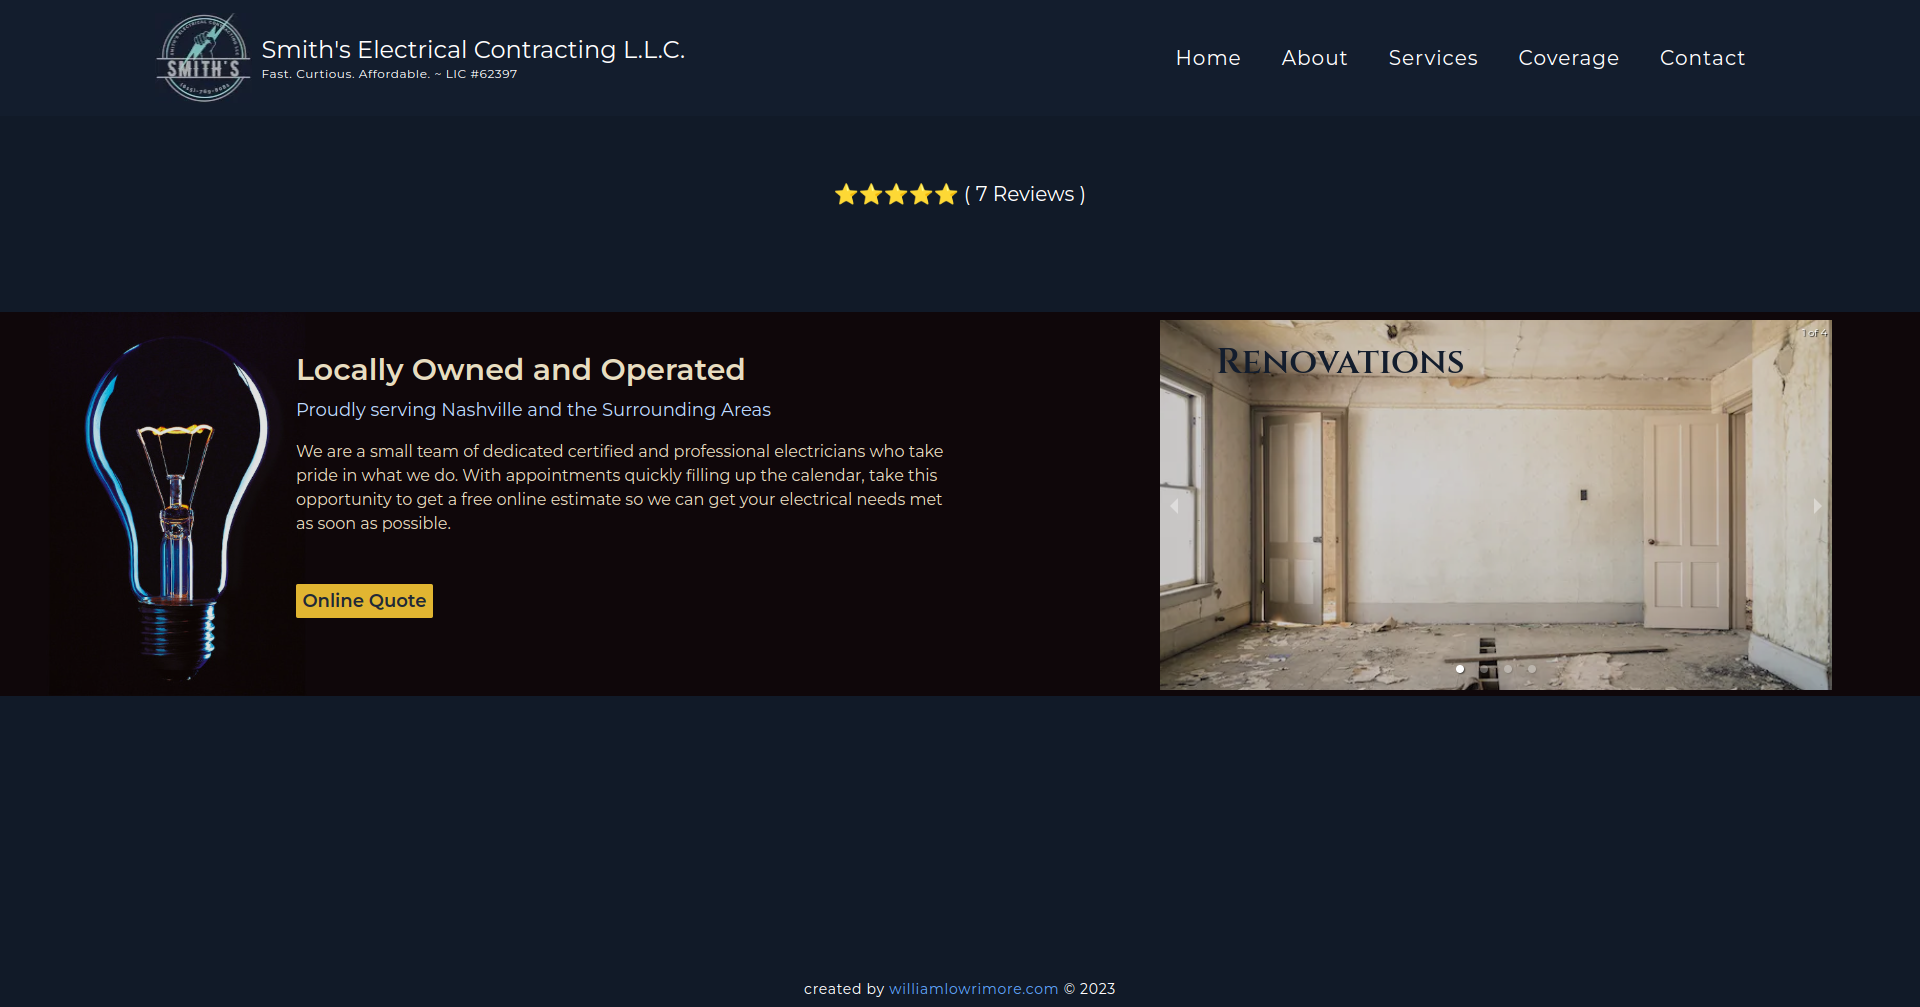 SMITH'S
Smith's Electrical Contracting L.L.C.
Fast. Curtious. Affordable. ~ LIC #62397
Home About Services Coverage Contact
( 7 Reviews )
Locally Owned and Operated
Proudly serving Nashville and the Surrounding Areas
We are a small team of dedicated certified and professional electricians who take
pride in what we do. With appointments quickly filling up the calendar, take this
opportunity to get a free online estimate so we can get your electrical needs met
as soon as possible.
Online Quote
1 of 4
Renovations
created by williamlowrimore.com © 2023